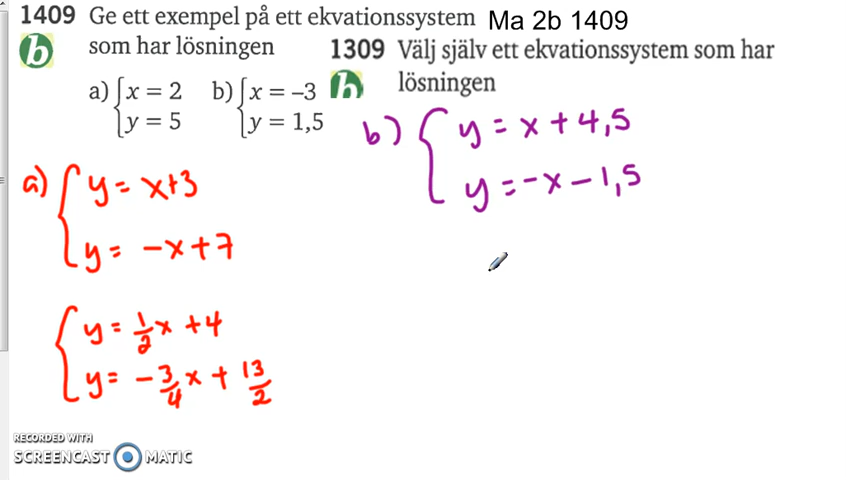 1409 Ge ett exempel på ett ekvationssystem
som har lösningen
a) { x = 2
y = 5
b) { x = –3
y = 1,5
Ma 2b 1409
1309 Välj själv ett ekvationssystem som har
lösningen
b
b
a) { y = x+3
y = -x+7
{ y = 1/2 x + 4
y = -3/4 x + 13/2
b) { y = x + 4,5
y = -x - 1,5
RECORDED WITH
SCREENCAST MATIC